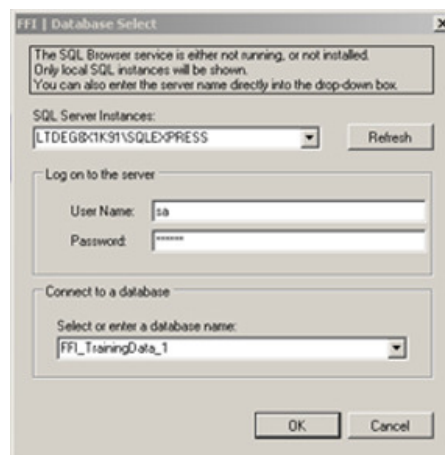 FFI | Database Select
The SQL Browser service is either not running, or not installed.
Only local SQL instances will be shown.
You can also enter the server name directly into the drop-down box.
SQL Server Instances:
LTDEG8X1K91\SQLEXPRESS
Refresh
Log on to the server
User Name:
sa
Password:
Connect to a database
Select or enter a database name:
FFI_TrainingData_1
OK
Cancel